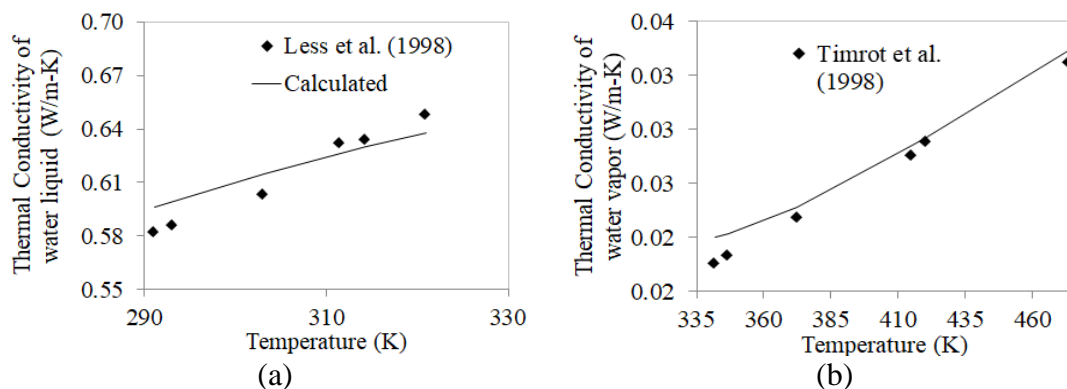 Thermal Conductivity of
water liquid (W/m-K)
0.70
0.67
0.64
0.61
0.58
0.55
Less et al. (1998)
Calculated
290
310
330
Temperature (K)
(a)
Thermal Conductivity of
water vapor (W/m-K)
0.04
0.03
0.03
0.03
0.02
0.02
Timrot et al.
(1998)
335
360
385
410
435
460
Temperature (K)
(b)